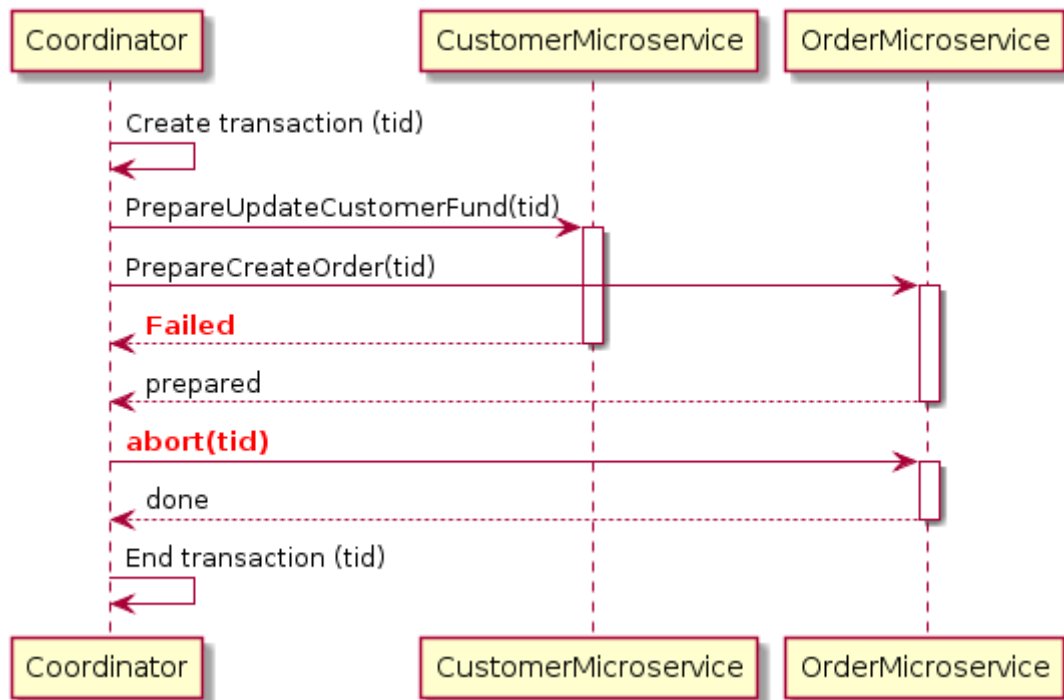 Coordinator CustomerMicroservice OrderMicroservice
Create transaction (tid)
PrepareUpdateCustomerFund(tid)
PrepareCreateOrder(tid)
Failed
prepared
abort(tid)
done
End transaction (tid)
Coordinator CustomerMicroservice OrderMicroservice